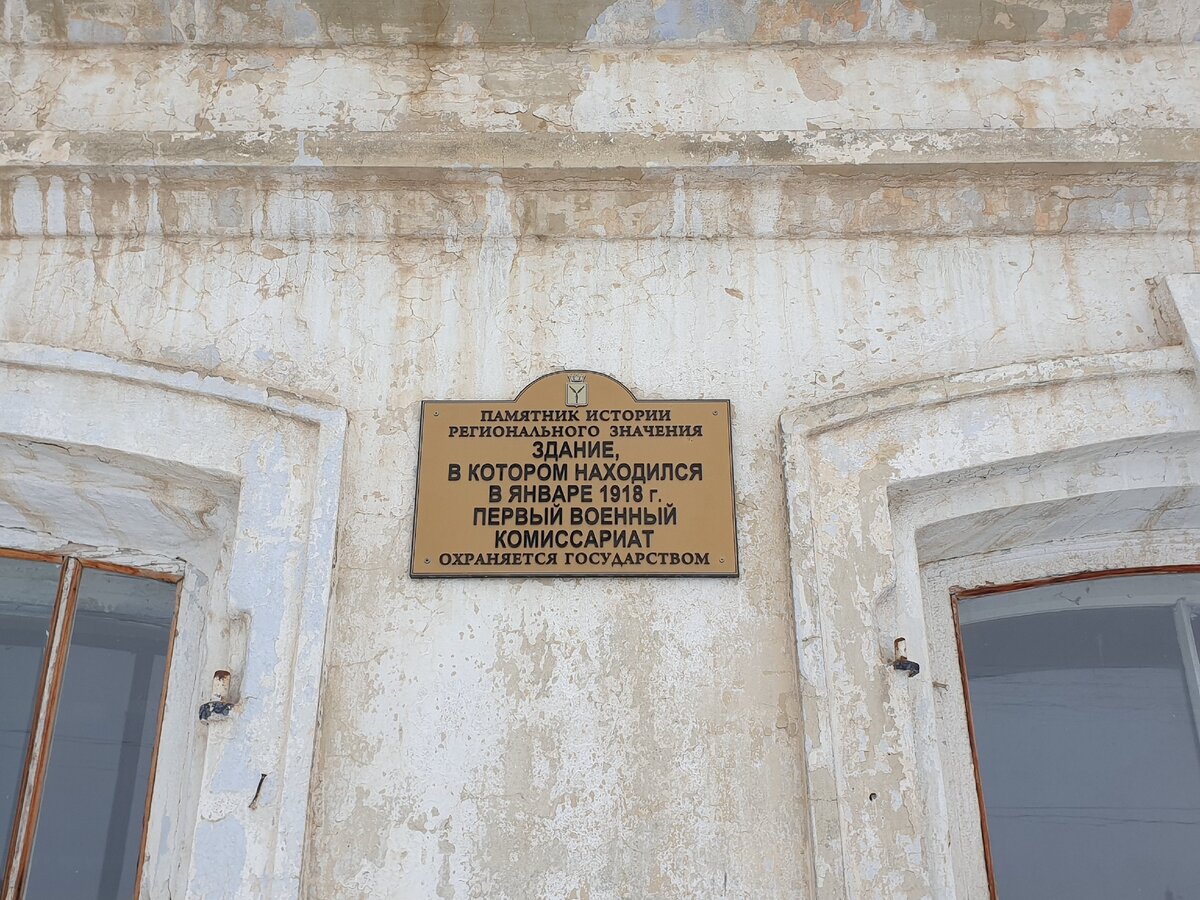 ПАМЯТНИК ИСТОРИИ
РЕГИОНАЛЬНОГО ЗНАЧЕНИЯ
ЗДАНИЕ,
В КОТОРОМ НАХОДИЛСЯ
В ЯНВАРЕ 1918 г.
ПЕРВЫЙ ВОЕННЫЙ
КОМИССАРИАТ
ОХРАНЯЕТСЯ ГОСУДАРСТВОМ